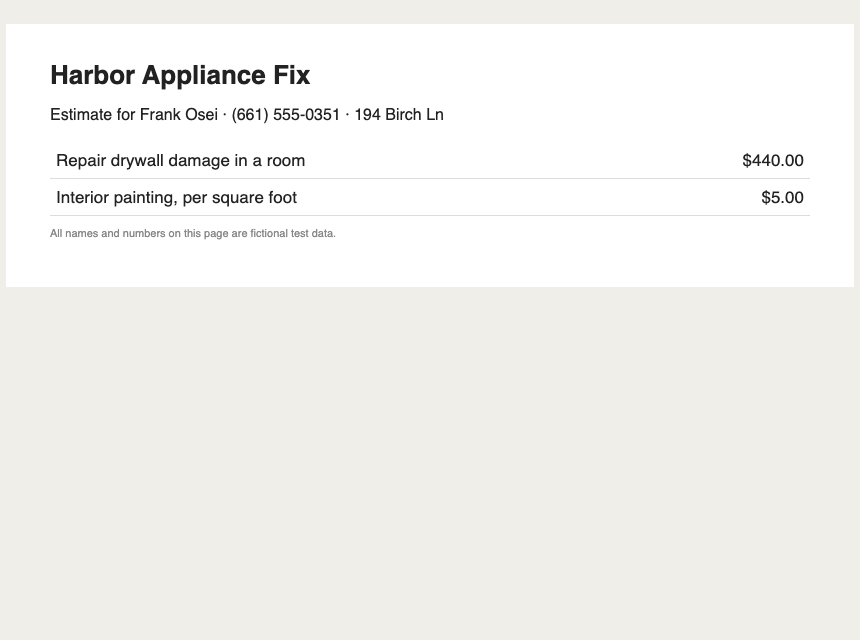 Harbor Appliance Fix
Estimate for Frank Osei · (661) 555-0351 · 194 Birch Ln
Repair drywall damage in a room $440.00
Interior painting, per square foot $5.00
All names and numbers on this page are fictional test data.